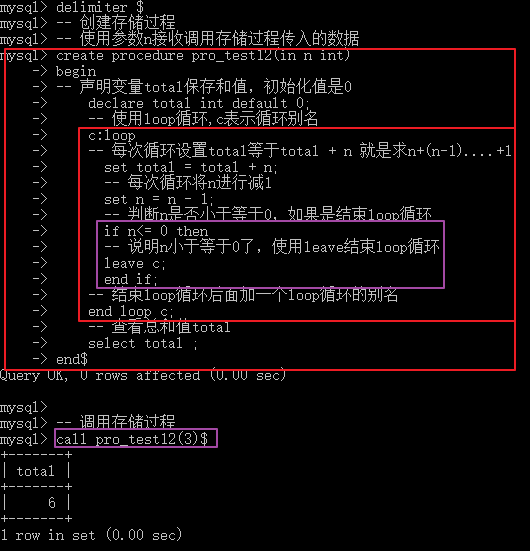 mysql> delimiter $
mysql> -- 创建存储过程
mysql> -- 使用参数n接收调用存储过程传入的数据
mysql> create procedure pro_test12(in n int)
-> begin
-> -- 声明变量total保存和值，初始化值是0
-> declare total int default 0;
-> -- 使用loop循环,c表示循环别名
-> c:loop
-> -- 每次循环设置total等于total + n 就是求n+(n-1)....+1
-> set total = total + n;
-> -- 每次循环将n进行减1
-> set n = n - 1;
-> -- 判断n是否小于等于0，如果是结束loop循环
-> if n<= 0 then
-> -- 说明n小于等于0了，使用leave结束loop循环
-> leave c;
-> end if;
-> -- 结束loop循环后面加一个loop循环的别名
-> end loop c;
-> -- 查看总和值total
-> select total ;
-> end$
Query OK, 0 rows affected (0.00 sec)
mysql>
mysql> -- 调用存储过程
mysql> call pro_test12(3)$
+-------+
| total |
+-------+
| 6 |
+-------+
1 row in set (0.00 sec)